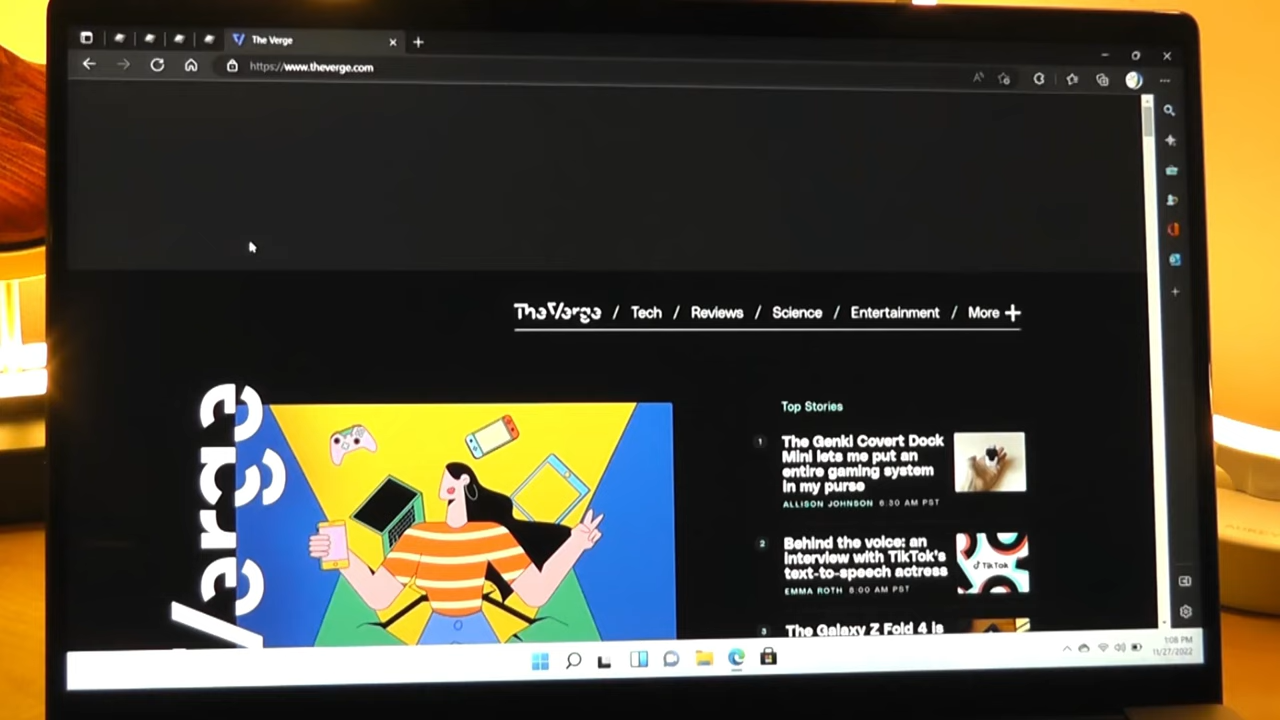 The Verge
https://www.theverge.com
TheVerge / Tech / Reviews / Science / Entertainment / More +
Verge
Top Stories
1
The Genki Covert Dock
Mini lets me put an
entire gaming system
in my purse
ALLISON JOHNSON 6:30 AM PST
2
Behind the voice: an
interview with TikTok's
text-to-speech actress
EMMA ROTH 6:00 AM PST
TikTok
3
The Galaxy Z Fold 4 is
1:08 PM
11/27/2022